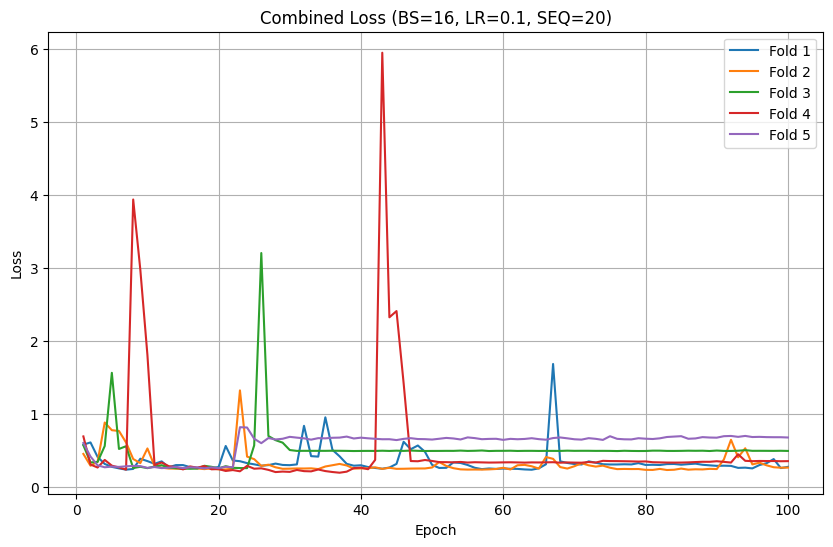 Combined Loss (BS=16, LR=0.1, SEQ=20)
Loss
6
5
4
3
2
1
0
0 20 40 60 80 100
Epoch
Fold 1
Fold 2
Fold 3
Fold 4
Fold 5